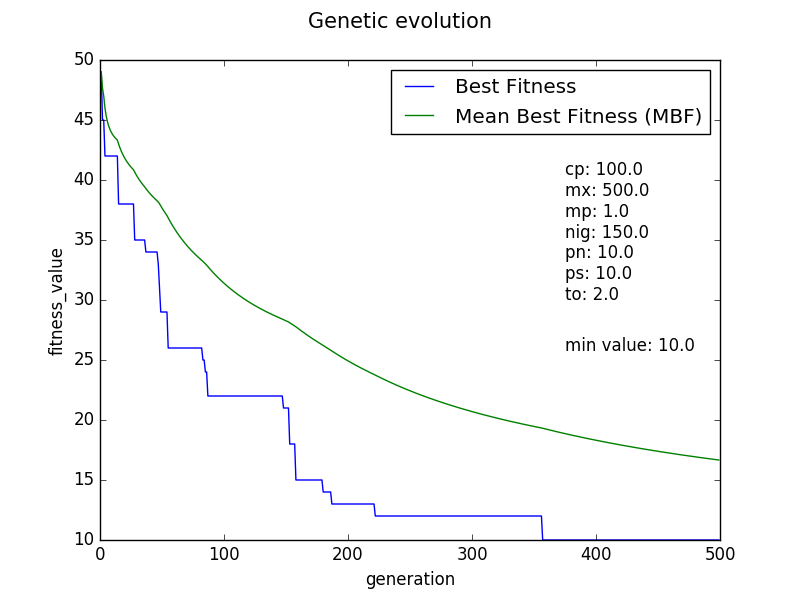 Genetic evolution
Best Fitness
Mean Best Fitness (MBF)
cp: 100.0
mx: 500.0
mp: 1.0
nig: 150.0
pn: 10.0
ps: 10.0
to: 2.0
min value: 10.0
fitness_value
50
45
40
35
30
25
20
15
10
0 100 200 300 400 500
generation